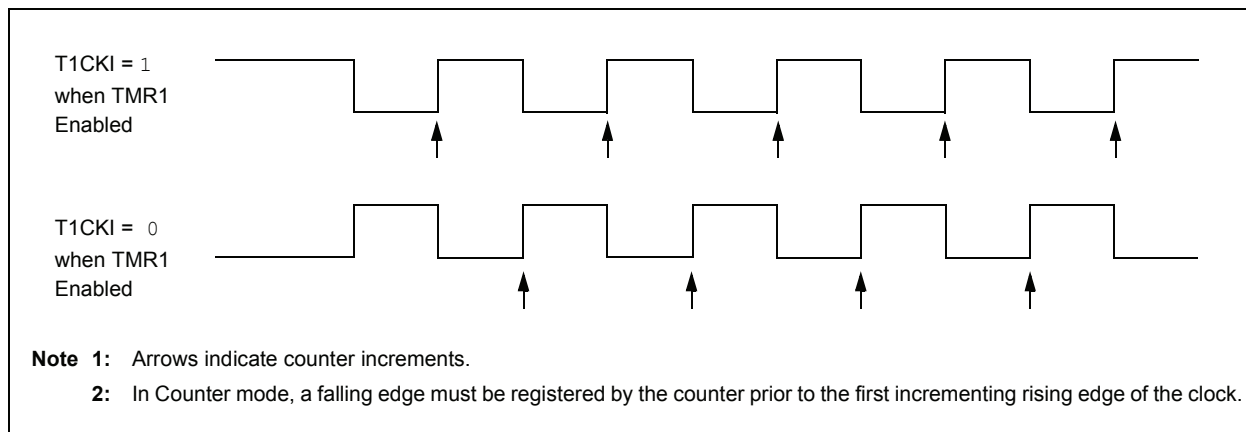 T1CKI = 1
when TMR1
Enabled
T1CKI = 0
when TMR1
Enabled
Note 1: Arrows indicate counter increments.
2: In Counter mode, a falling edge must be registered by the counter prior to the first incrementing rising edge of the clock.